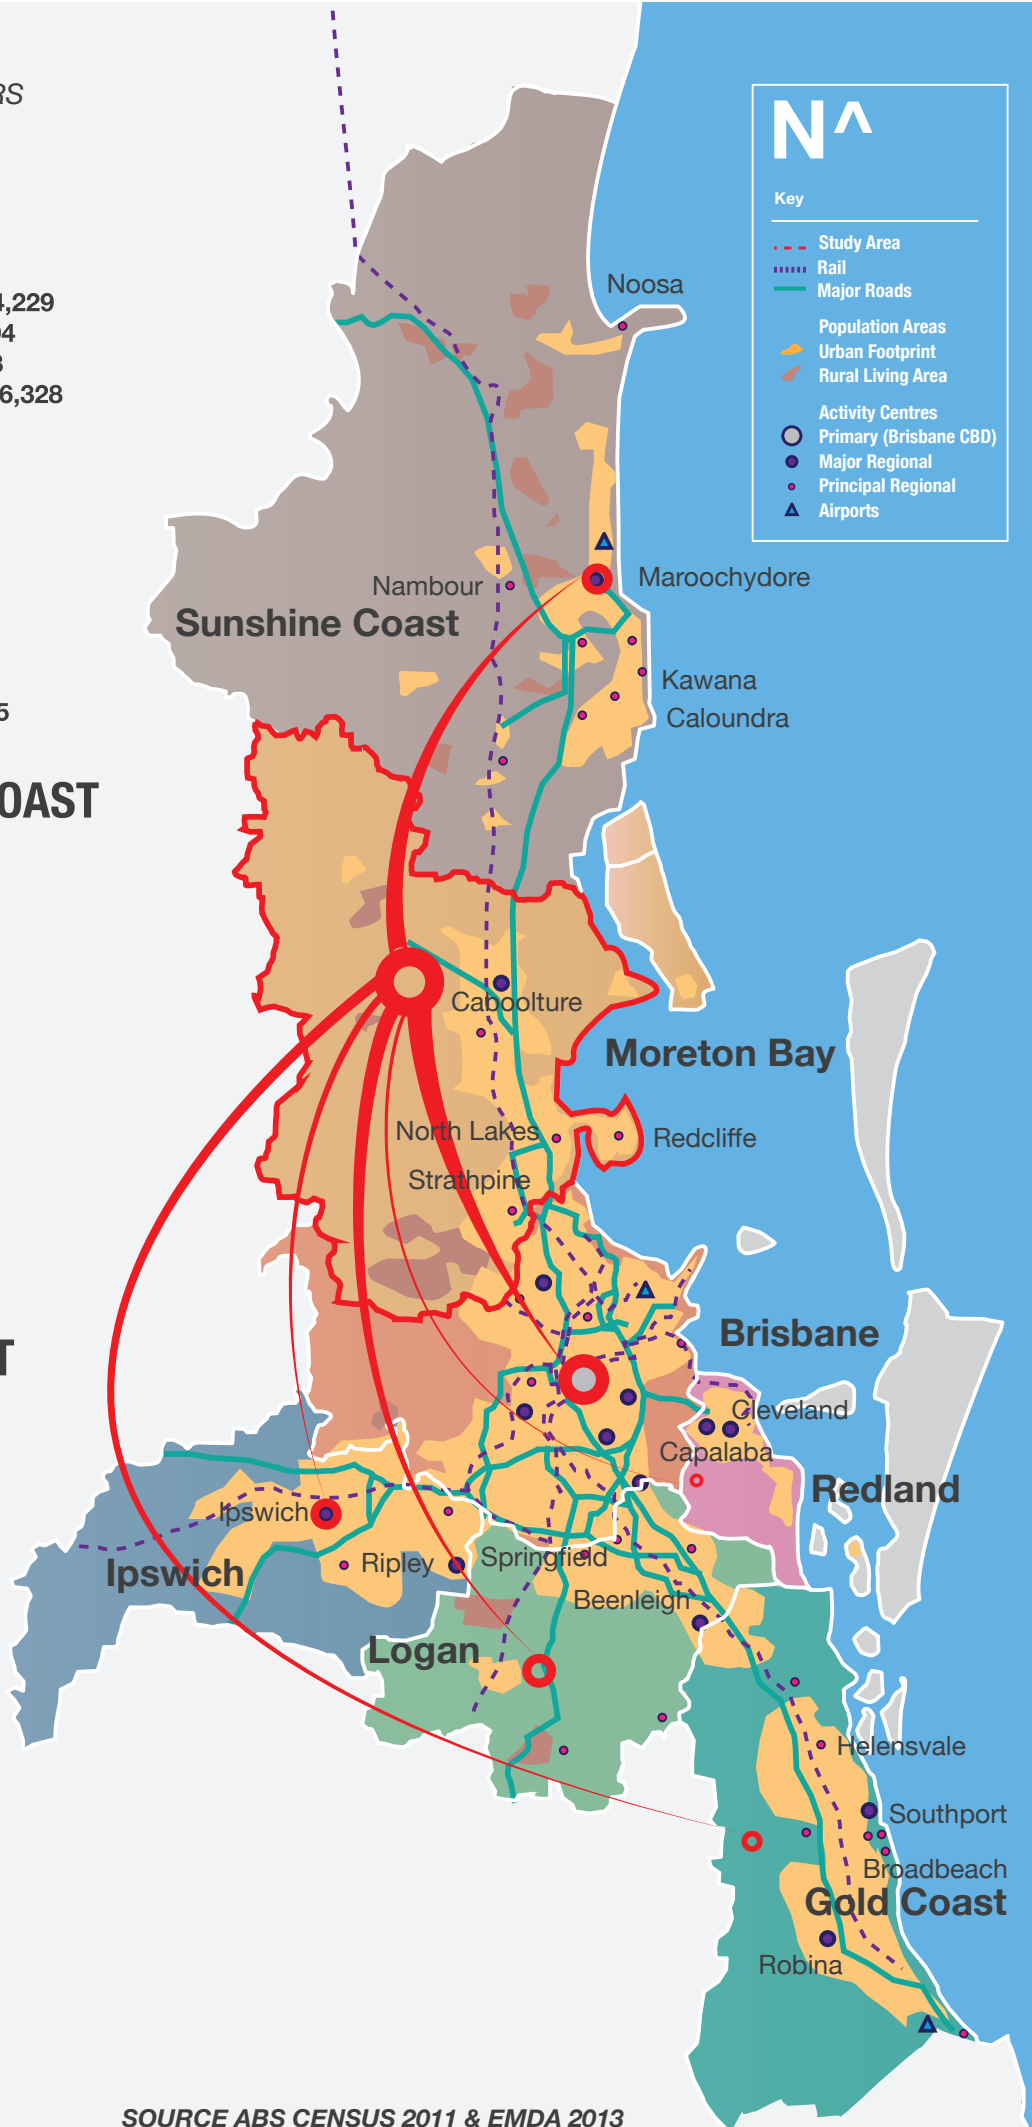 RS
N^
Key
Study Area
Rail
Major Roads
Population Areas
Urban Footprint
Rural Living Area
Activity Centres
Primary (Brisbane CBD)
Major Regional
Principal Regional
Airports
Noosa
4,229
04
3
6,328
Nambour
Maroochydore
Sunshine Coast
Kawana
Caloundra
5
OAST
Caboolture
Moreton Bay
North Lakes
Redcliffe
Strathpine
Brisbane
T
Cleveland
Capalaba
Redland
Ipswich
Ripley
Springfield
Ipswich
Beenleigh
Logan
Helensvale
Southport
Broadbeach
Gold Coast
Robina
SOURCE ABS CENSUS 2011 & EMDA 2013